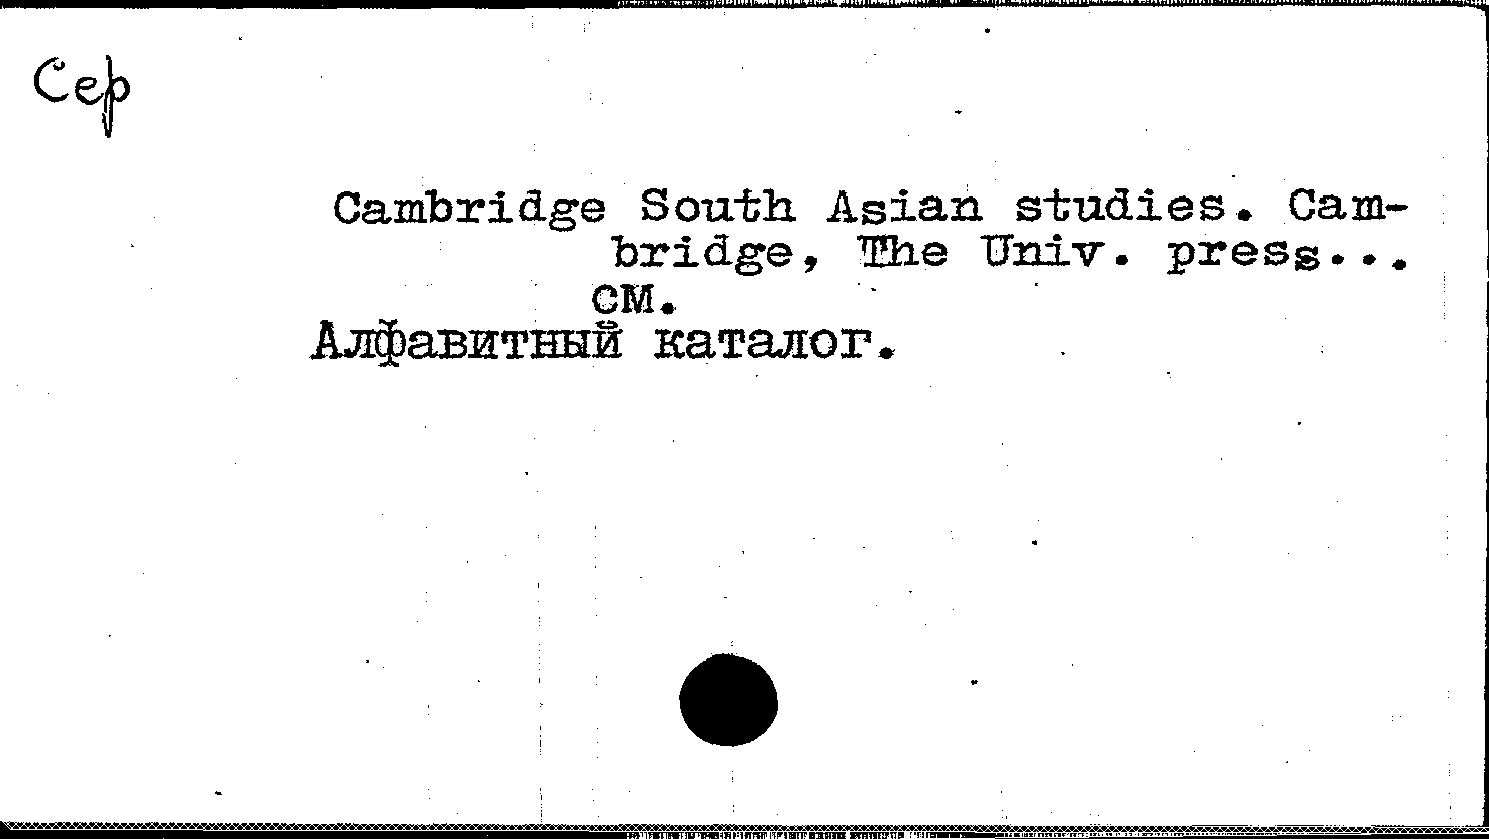 Сер
Cambridge South Asian studies. Cam-
bridge, The Univ. press...
см.
Алфавитный каталог.